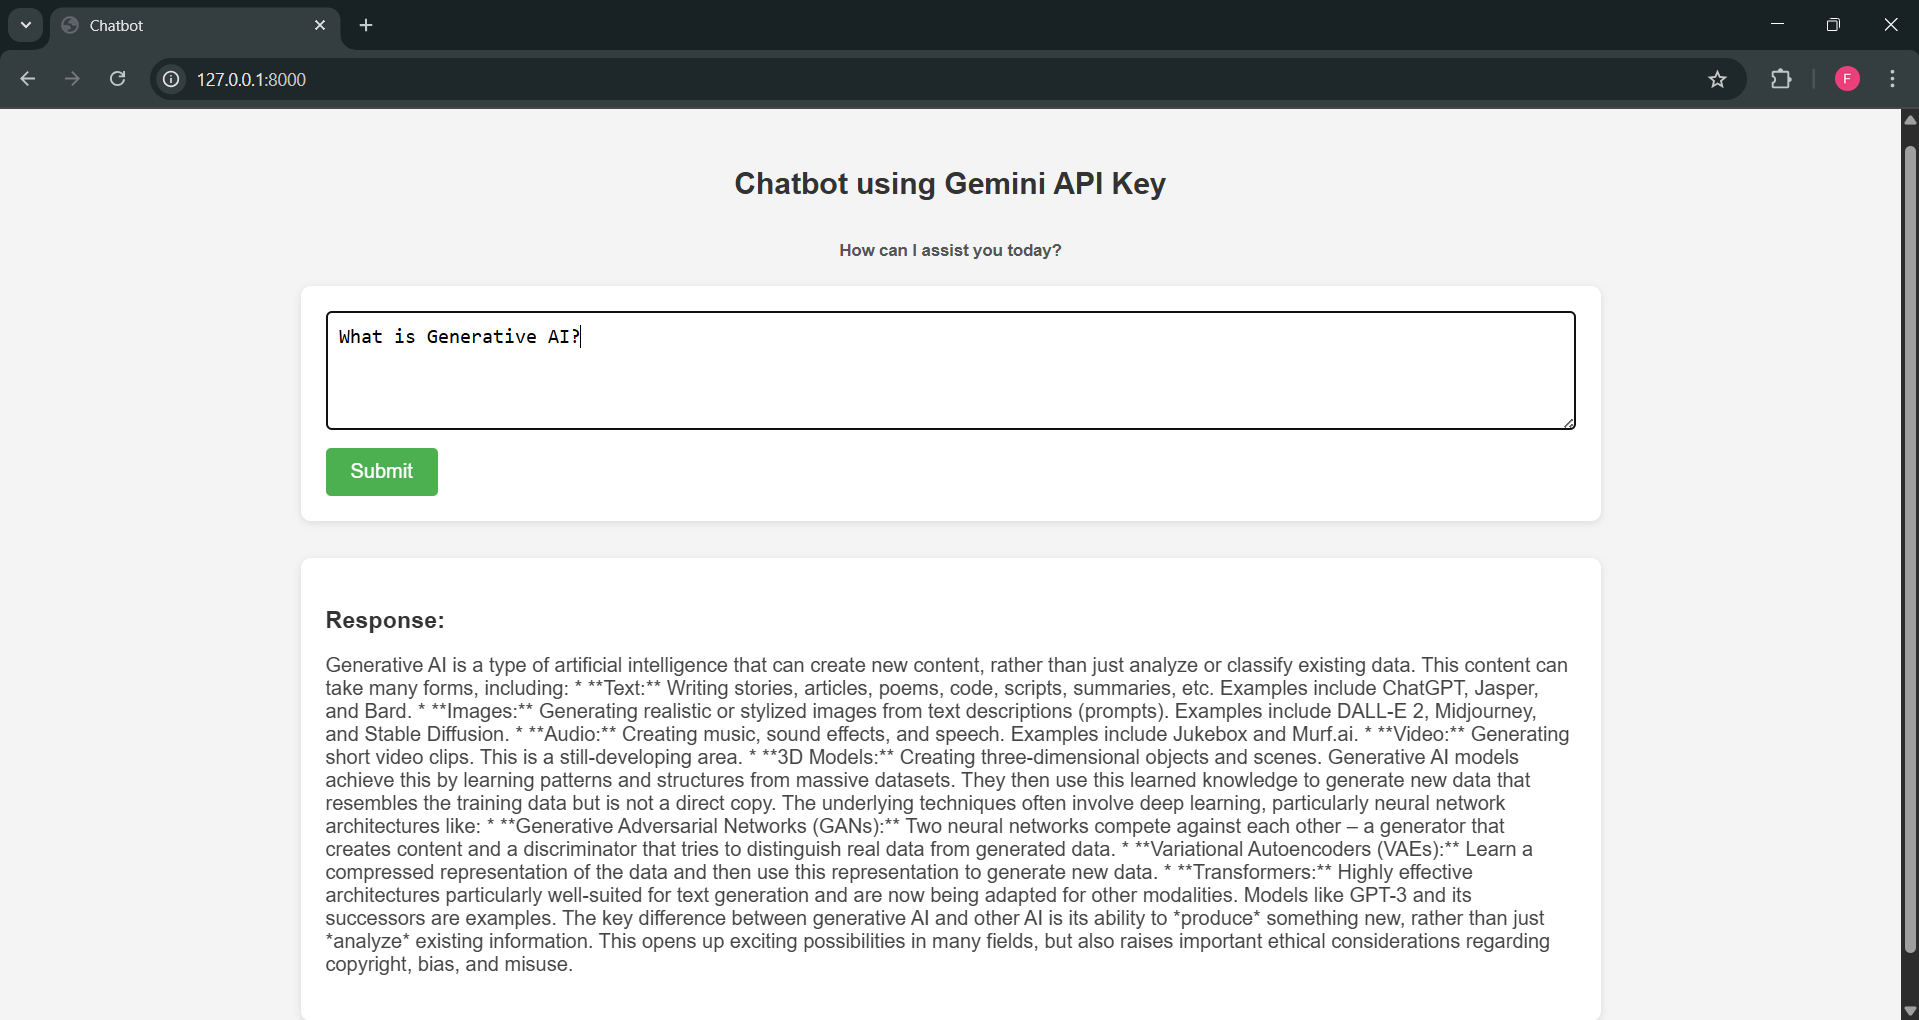 Chatbot
127.0.0.1:8000
F
Chatbot using Gemini API Key
How can I assist you today?
What is Generative AI?
Submit
Response:
Generative AI is a type of artificial intelligence that can create new content, rather than just analyze or classify existing data. This content can
take many forms, including: * **Text:** Writing stories, articles, poems, code, scripts, summaries, etc. Examples include ChatGPT, Jasper,
and Bard. * **Images:** Generating realistic or stylized images from text descriptions (prompts). Examples include DALL-E 2, Midjourney,
and Stable Diffusion. * **Audio:** Creating music, sound effects, and speech. Examples include Jukebox and Murf.ai. * **Video:** Generating
short video clips. This is a still-developing area. * **3D Models:** Creating three-dimensional objects and scenes. Generative AI models
achieve this by learning patterns and structures from massive datasets. They then use this learned knowledge to generate new data that
resembles the training data but is not a direct copy. The underlying techniques often involve deep learning, particularly neural network
architectures like: * **Generative Adversarial Networks (GANs):** Two neural networks compete against each other – a generator that
creates content and a discriminator that tries to distinguish real data from generated data. * **Variational Autoencoders (VAEs):** Learn a
compressed representation of the data and then use this representation to generate new data. * **Transformers:** Highly effective
architectures particularly well-suited for text generation and are now being adapted for other modalities. Models like GPT-3 and its
successors are examples. The key difference between generative AI and other AI is its ability to *produce* something new, rather than just
*analyze* existing information. This opens up exciting possibilities in many fields, but also raises important ethical considerations regarding
copyright, bias, and misuse.